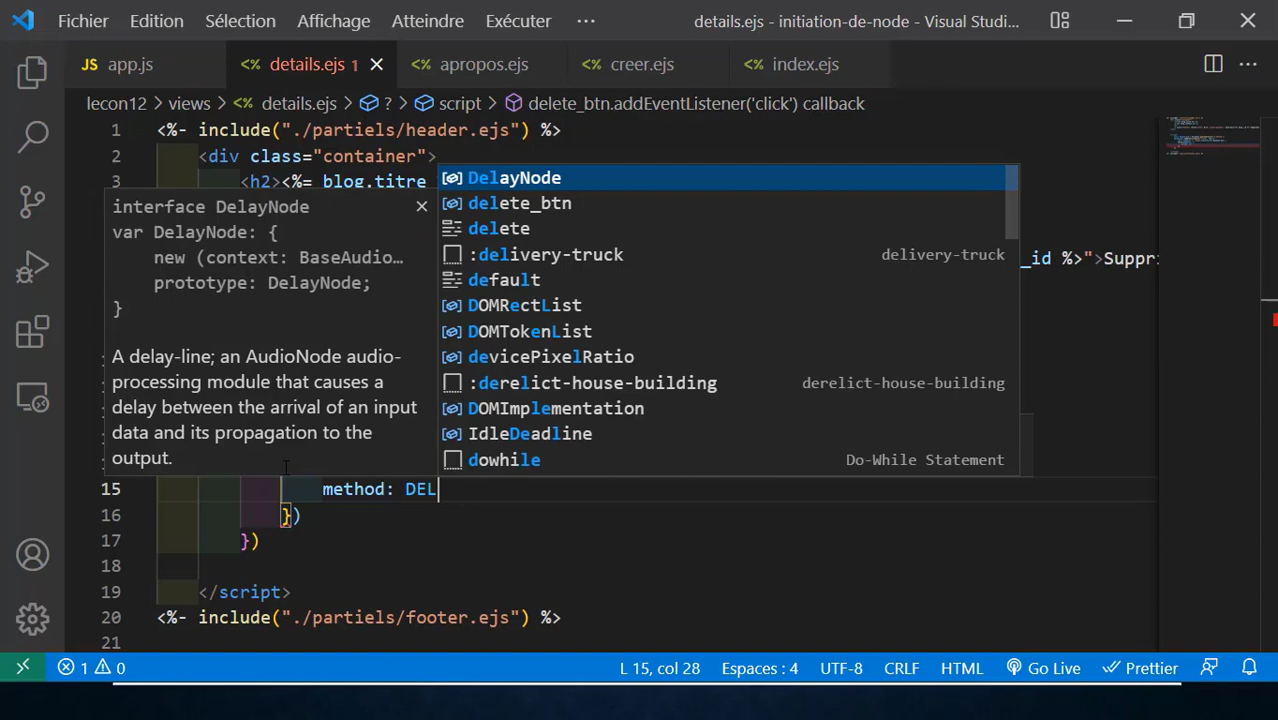 Fichier Edition Sélection Affichage Atteindre Exécuter ··· details.ejs - initiation-de-node - Visual Studi...
JS app.js <%> details.ejs 1 <%> apropos.ejs <%> creer.ejs <%> index.ejs ···
lecon12 > views > <%> details.ejs > ? > script > delete_btn.addEventListener('click') callback
1 <%- include("./partiels/header.ejs") %>
2 <div class="container">
3 <h2><%= blog.titre
interface DelayNode
var DelayNode: {
new (context: BaseAudio…
prototype: DelayNode;
}
A delay-line; an AudioNode audio-
processing module that causes a
delay between the arrival of an input
data and its propagation to the
output.
DelayNode
delete_btn
delete
:delivery-truck delivery-truck
default
DOMRectList
DOMTokenList
devicePixelRatio
:derelict-house-building derelict-house-building
DOMImplementation
IdleDeadline
dowhile Do-While Statement
_id %>">Suppri
15 method: DEL
16 })
17 })
18
19 </script>
20 <%- include("./partiels/footer.ejs") %>
21
1 0 L 15, col 28 Espaces : 4 UTF-8 CRLF HTML Go Live Prettier